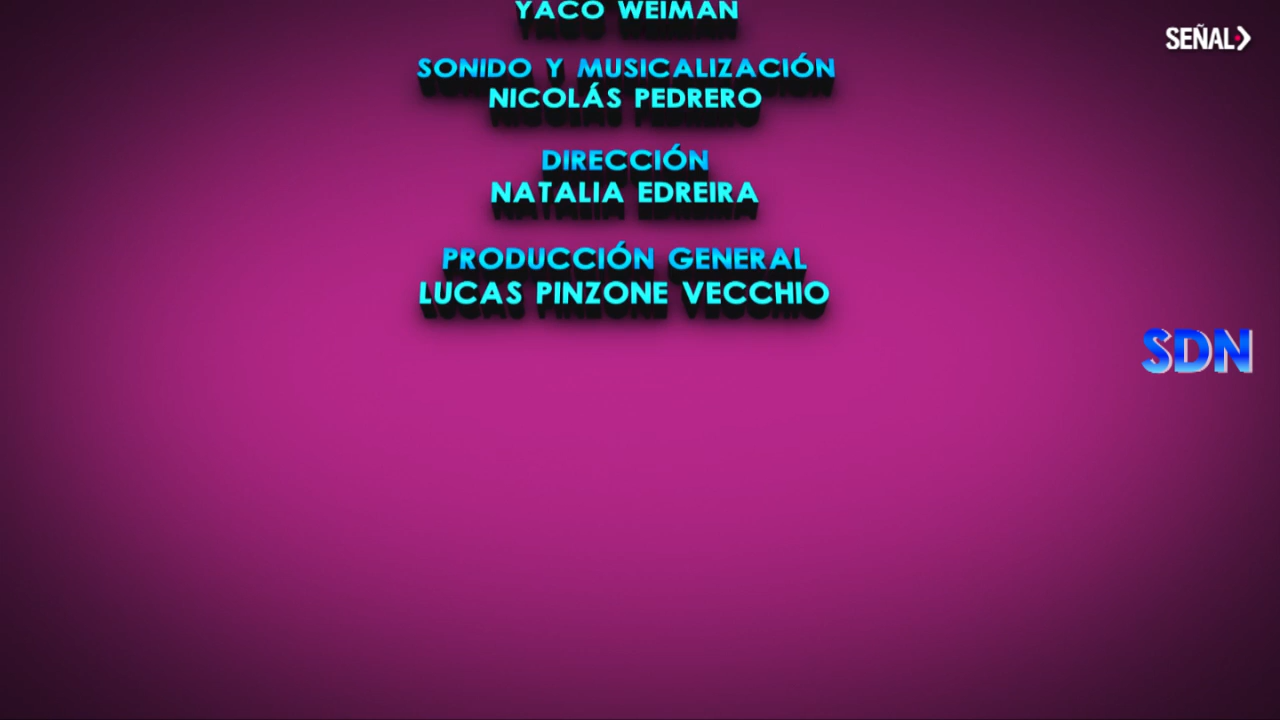 YACO WEIMAN
SEÑAL
SONIDO Y MUSICALIZACIÓN
NICOLÁS PEDRERO
DIRECCIÓN
NATALIA EDREIRA
PRODUCCIÓN GENERAL
LUCAS PINZONE VECCHIO
SDN